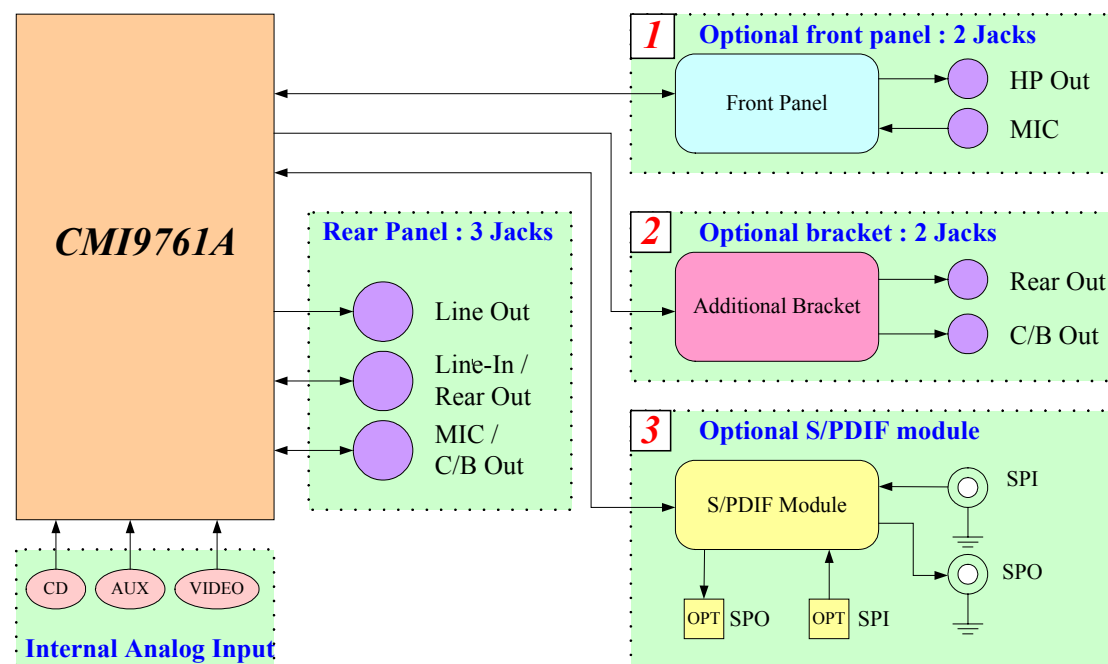 CMI9761A
1
Optional front panel : 2 Jacks
Front Panel
HP Out
MIC
2
Optional bracket : 2 Jacks
Additional Bracket
Rear Out
C/B Out
Rear Panel : 3 Jacks
Line Out
Line-In /
Rear Out
MIC /
C/B Out
3
Optional S/PDIF module
S/PDIF Module
SPI
SPO
OPT
SPO
OPT
SPI
CD
AUX
VIDEO
Internal Analog Input